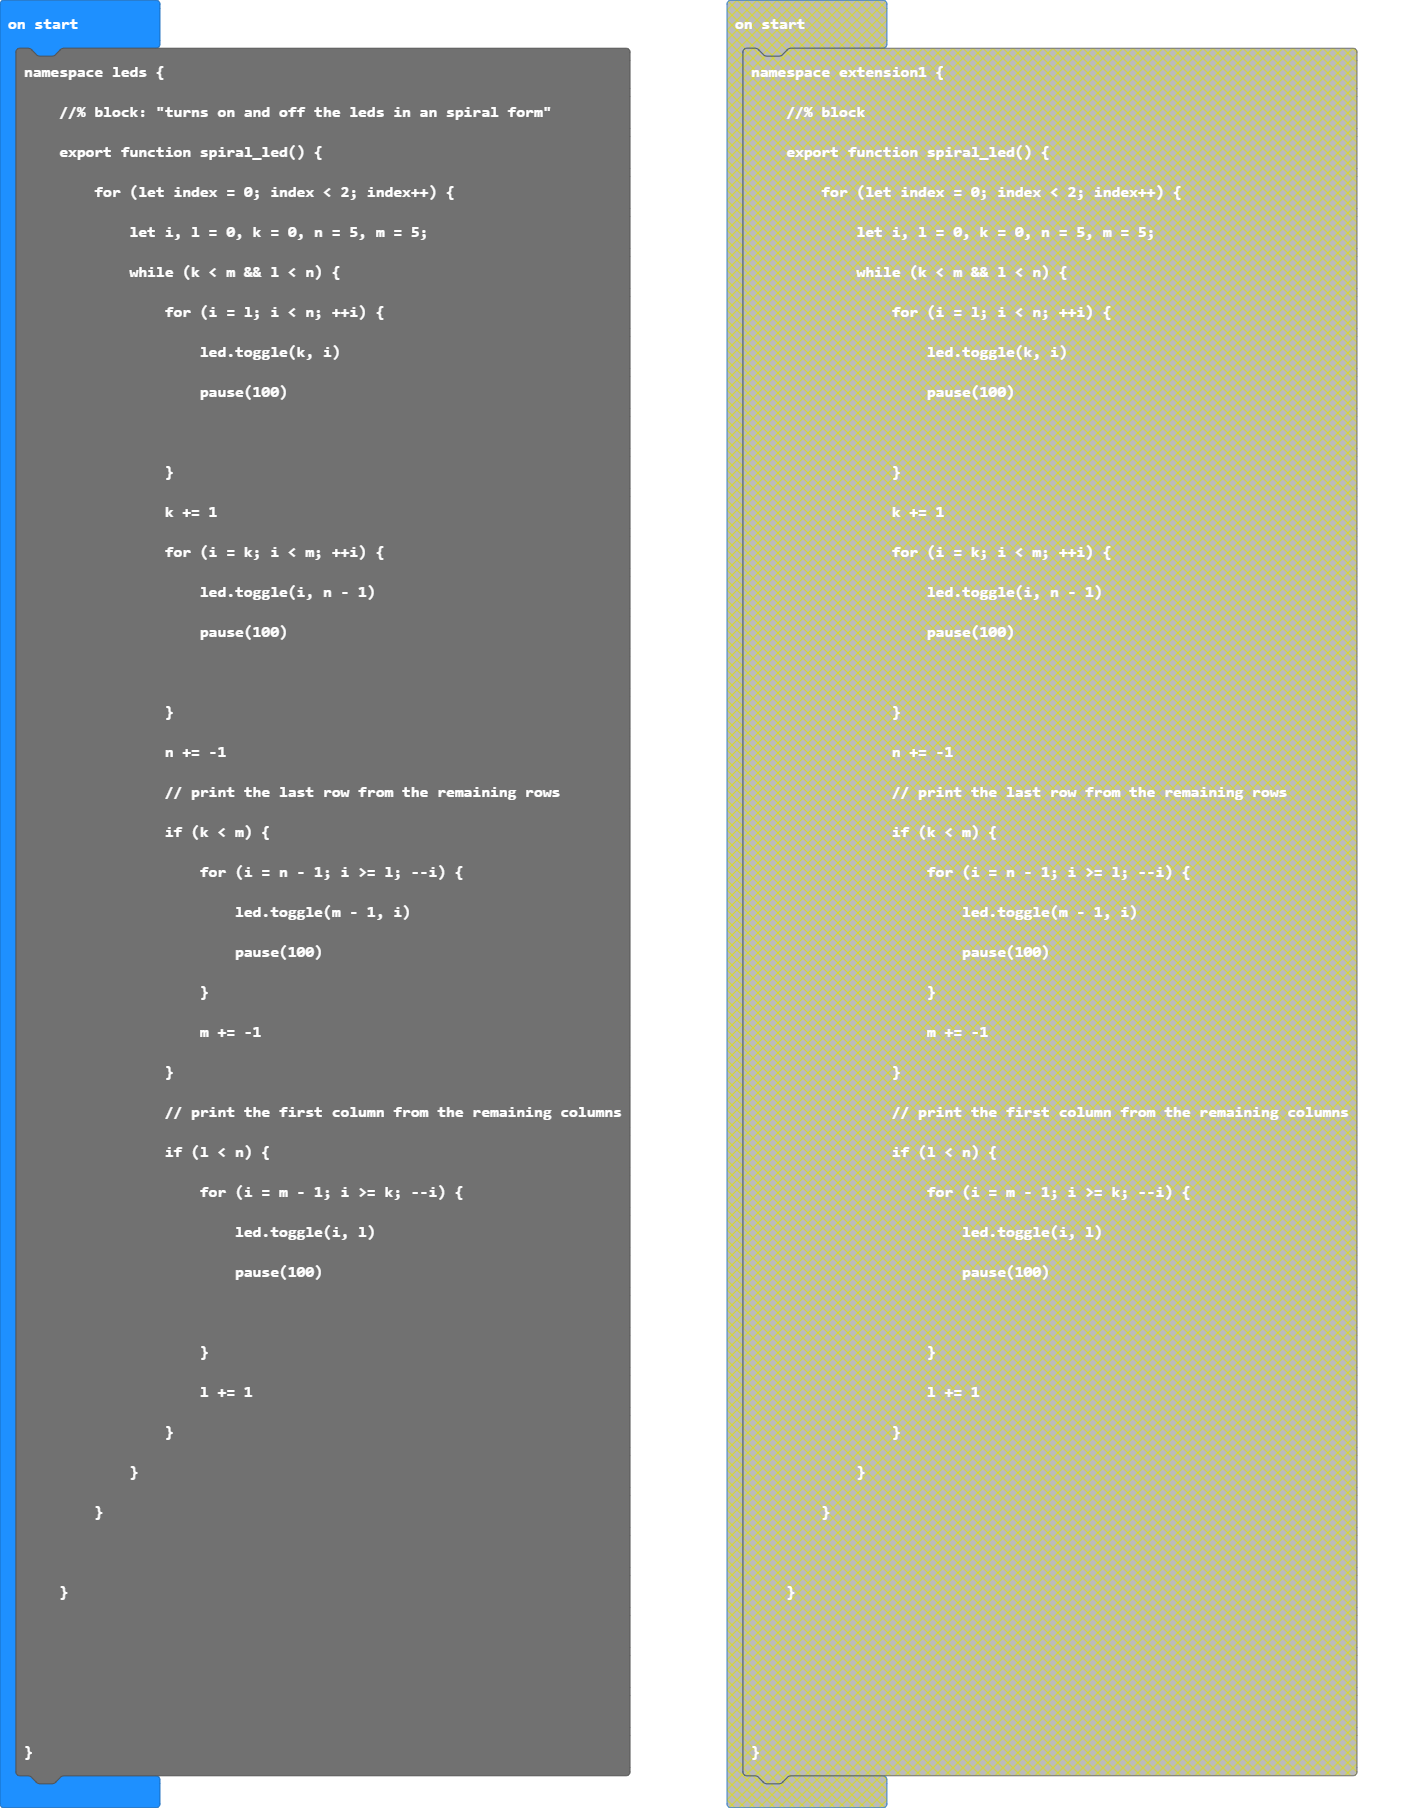 on start
namespace leds {
//% block: "turns on and off the leds in an spiral form"
export function spiral_led() {
for (let index = 0; index < 2; index++) {
let i, l = 0, k = 0, n = 5, m = 5;
while (k < m && l < n) {
for (i = l; i < n; ++i) {
led.toggle(k, i)
pause(100)
}
k += 1
for (i = k; i < m; ++i) {
led.toggle(i, n - 1)
pause(100)
}
n += -1
// print the last row from the remaining rows
if (k < m) {
for (i = n - 1; i >= l; --i) {
led.toggle(m - 1, i)
pause(100)
}
m += -1
}
// print the first column from the remaining columns
if (l < n) {
for (i = m - 1; i >= k; --i) {
led.toggle(i, l)
pause(100)
}
l += 1
}
}
}
}
}
on start
namespace extension1 {
//% block
export function spiral_led() {
for (let index = 0; index < 2; index++) {
let i, l = 0, k = 0, n = 5, m = 5;
while (k < m && l < n) {
for (i = l; i < n; ++i) {
led.toggle(k, i)
pause(100)
}
k += 1
for (i = k; i < m; ++i) {
led.toggle(i, n - 1)
pause(100)
}
n += -1
// print the last row from the remaining rows
if (k < m) {
for (i = n - 1; i >= l; --i) {
led.toggle(m - 1, i)
pause(100)
}
m += -1
}
// print the first column from the remaining columns
if (l < n) {
for (i = m - 1; i >= k; --i) {
led.toggle(i, l)
pause(100)
}
l += 1
}
}
}
}
}